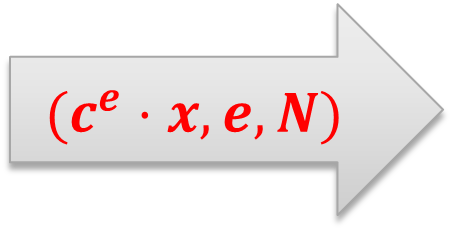 (c^e · x, e, N)